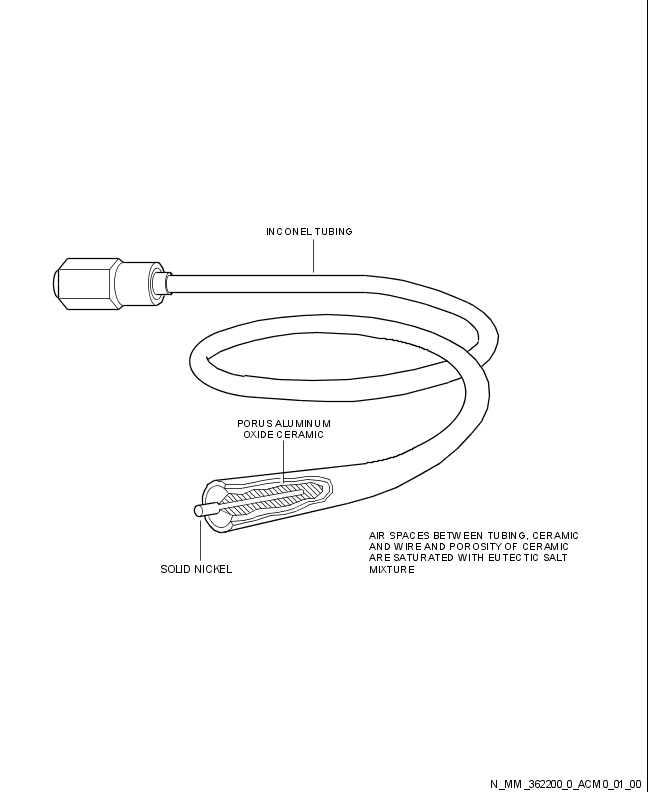 INCONEL TUBING
PORUS ALUMINUM
OXIDE CERAMIC
AIR SPACES BETWEEN TUBING, CERAMIC
AND WIRE AND POROSITY OF CERAMIC
ARE SATURATED WITH EUTECTIC SALT
MIXTURE
SOLID NICKEL
N_MM_362200_0_ACM0_01_00